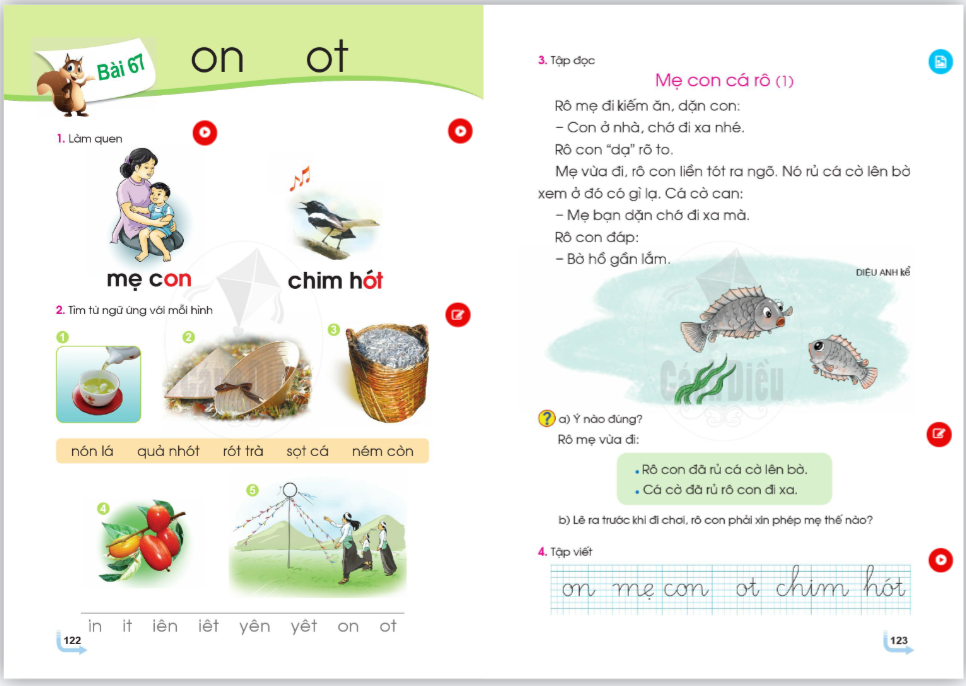 Bài 67
on ot
1. Làm quen
mẹ con
chim hót
2. Tìm từ ngữ ứng với mỗi hình
1
2
3
nón lá quả nhót rót trà sọt cá ném còn
4
5
in it iên iêt yên yêt on ot
122
3. Tập đọc
Mẹ con cá rô (1)
Rô mẹ đi kiếm ăn, dặn con:
– Con ở nhà, chớ đi xa nhé.
Rô con “dạ” rõ to.
Mẹ vừa đi, rô con liền tót ra ngõ. Nó rủ cá cờ lên bờ
xem ở đó có gì lạ. Cá cờ can:
– Mẹ bạn dặn chớ đi xa mà.
Rô con đáp:
– Bờ hồ gần lắm.
DIỆU ANH kể
Cánh Diều
Cánh Diều
? a) Ý nào đúng?
Rô mẹ vừa đi:
• Rô con đã rủ cá cờ lên bờ.
• Cá cờ đã rủ rô con đi xa.
b) Lẽ ra trước khi đi chơi, rô con phải xin phép mẹ thế nào?
4. Tập viết
on mẹ con ot chim hót
123